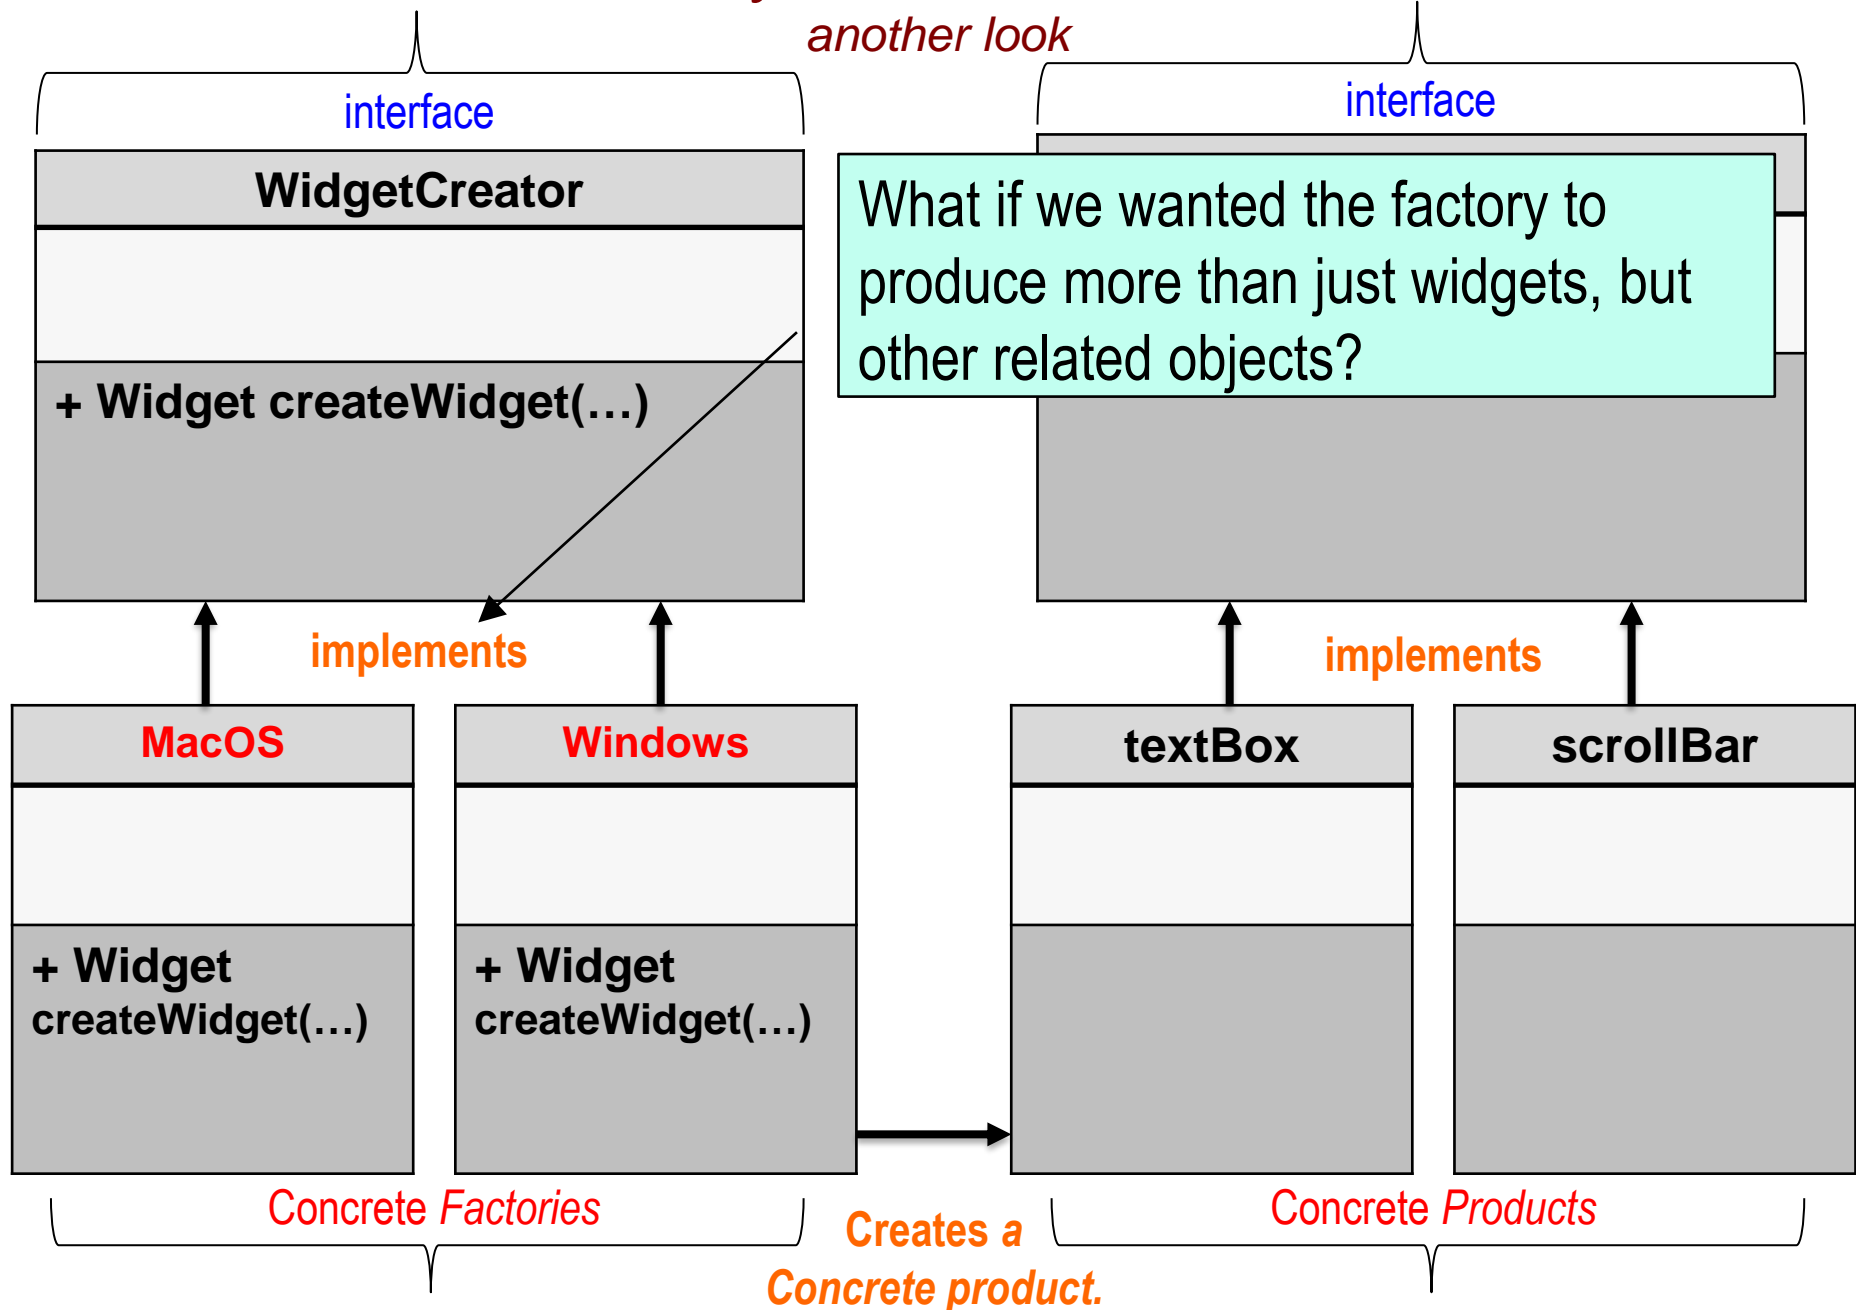 another look
interface
interface
WidgetCreator
What if we wanted the factory to
produce more than just widgets, but
other related objects?
+ Widget createWidget(…)
implements
implements
MacOS
Windows
textBox
scrollBar
+ Widget
createWidget(…)
+ Widget
createWidget(…)
Concrete Factories
Concrete Products
Creates a
Concrete product.